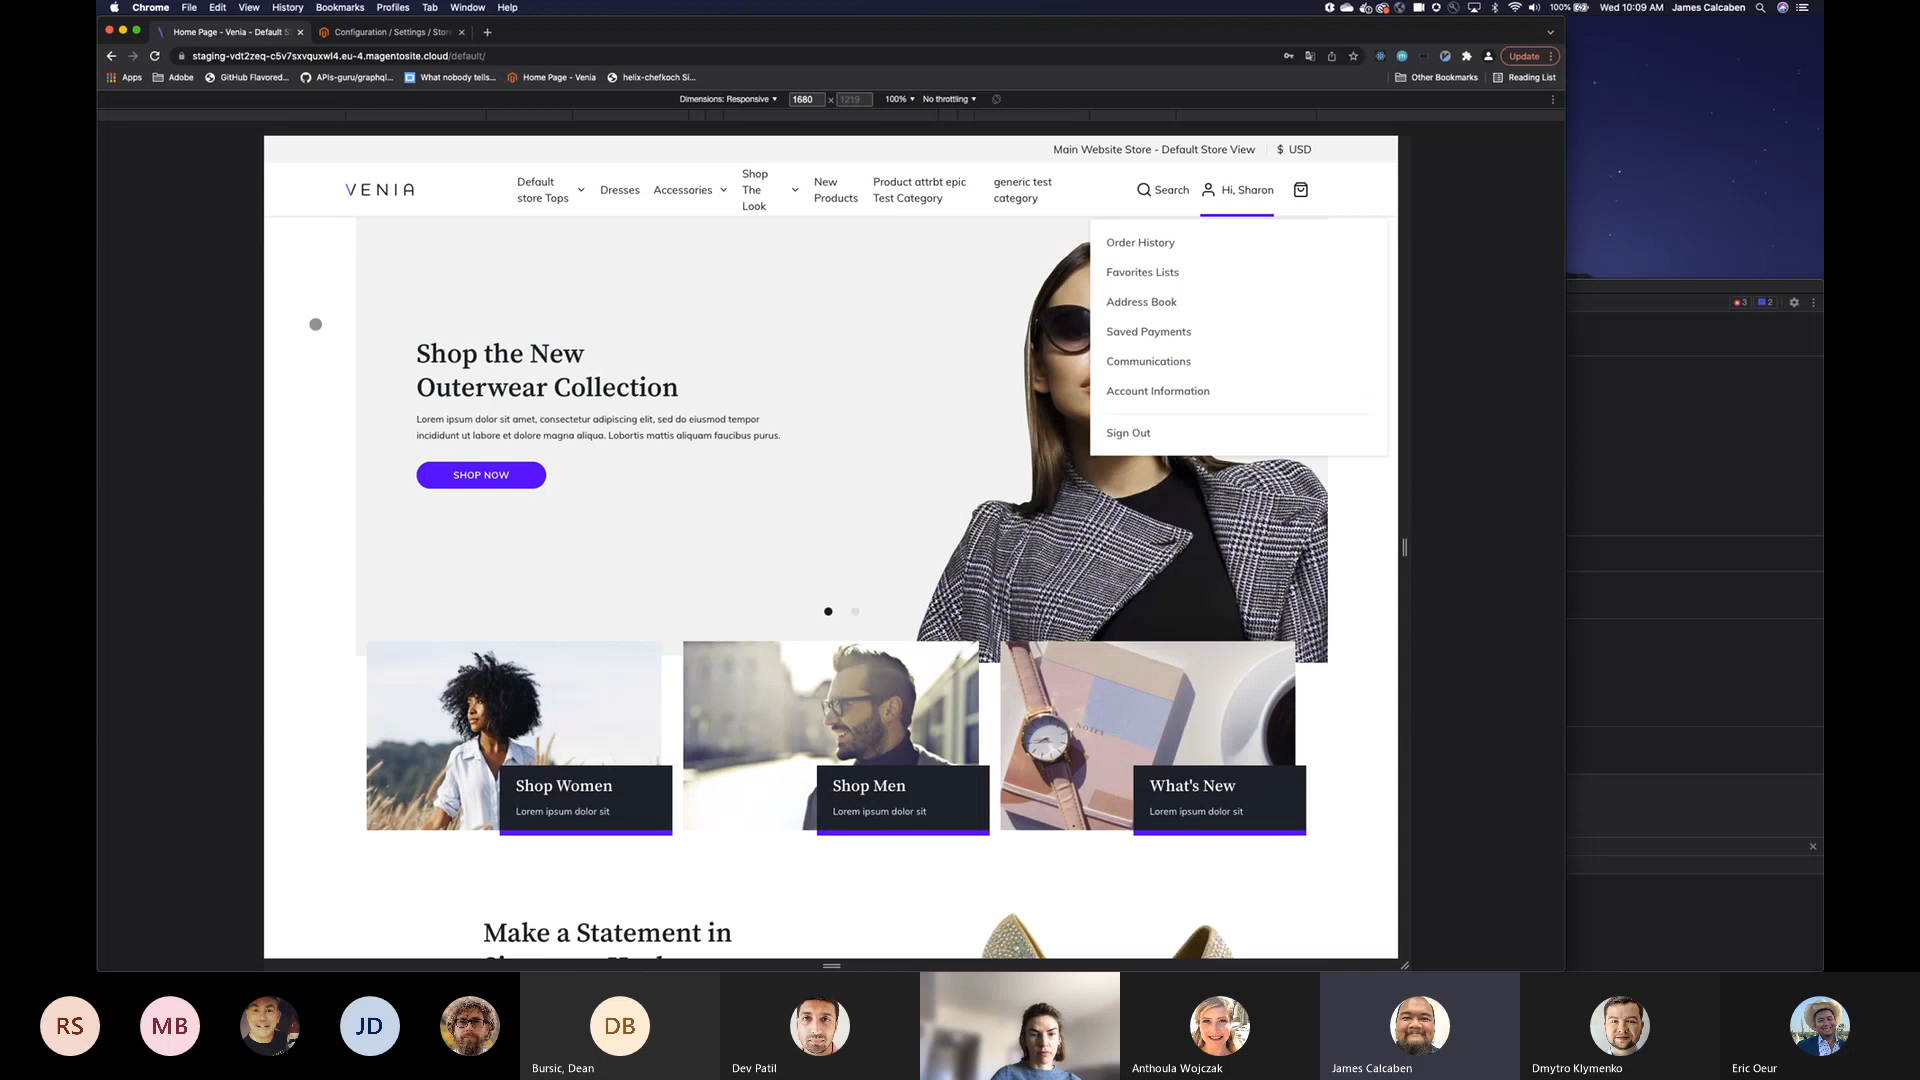 Chrome File Edit View History Bookmarks Profiles Tab Window Help
100% Wed 10:09 AM James Calcaben
Home Page - Venia - Default S
Configuration / Settings / Stor
staging-vdt2zeq-c5v7sxvquxwl4.eu-4.magentosite.cloud/default/
Update
Apps Adobe GitHub Flavored... APIs-guru/graphql... What nobody tells... Home Page - Venia helix-chefkoch Si...
Other Bookmarks Reading List
Dimensions: Responsive 1680 x 1219 100% No throttling
Main Website Store - Default Store View $ USD
VENIA
Default
store Tops
Dresses
Accessories
Shop
The
Look
New
Products
Product attrbt epic
Test Category
generic test
category
Search
Hi, Sharon
Order History
Favorites Lists
Address Book
Saved Payments
Communications
Account Information
Sign Out
3 2
Shop the New
Outerwear Collection
Lorem ipsum dolor sit amet, consectetur adipiscing elit, sed do eiusmod tempor
incididunt ut labore et dolore magna aliqua. Lobortis mattis aliquam faucibus purus.
SHOP NOW
NOTES
Shop Women
Lorem ipsum dolor sit
Shop Men
Lorem ipsum dolor sit
What's New
Lorem ipsum dolor sit
Make a Statement in
RS
MB
JD
DB
Bursic, Dean
Dev Patil
Anthoula Wojczak
James Calcaben
Dmytro Klymenko
Eric Oeur